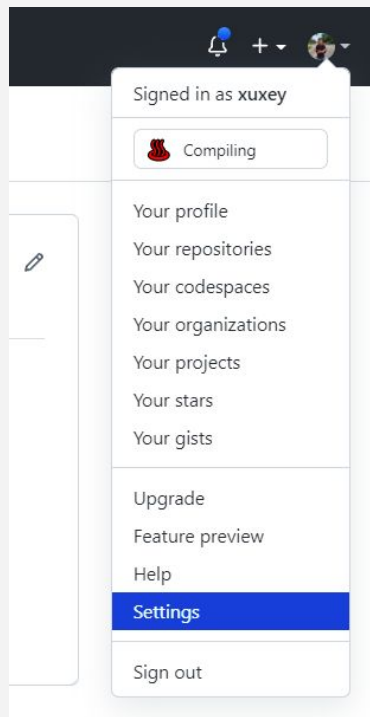 Signed in as xuxey
Compiling
Your profile
Your repositories
Your codespaces
Your organizations
Your projects
Your stars
Your gists
Upgrade
Feature preview
Help
Settings
Sign out